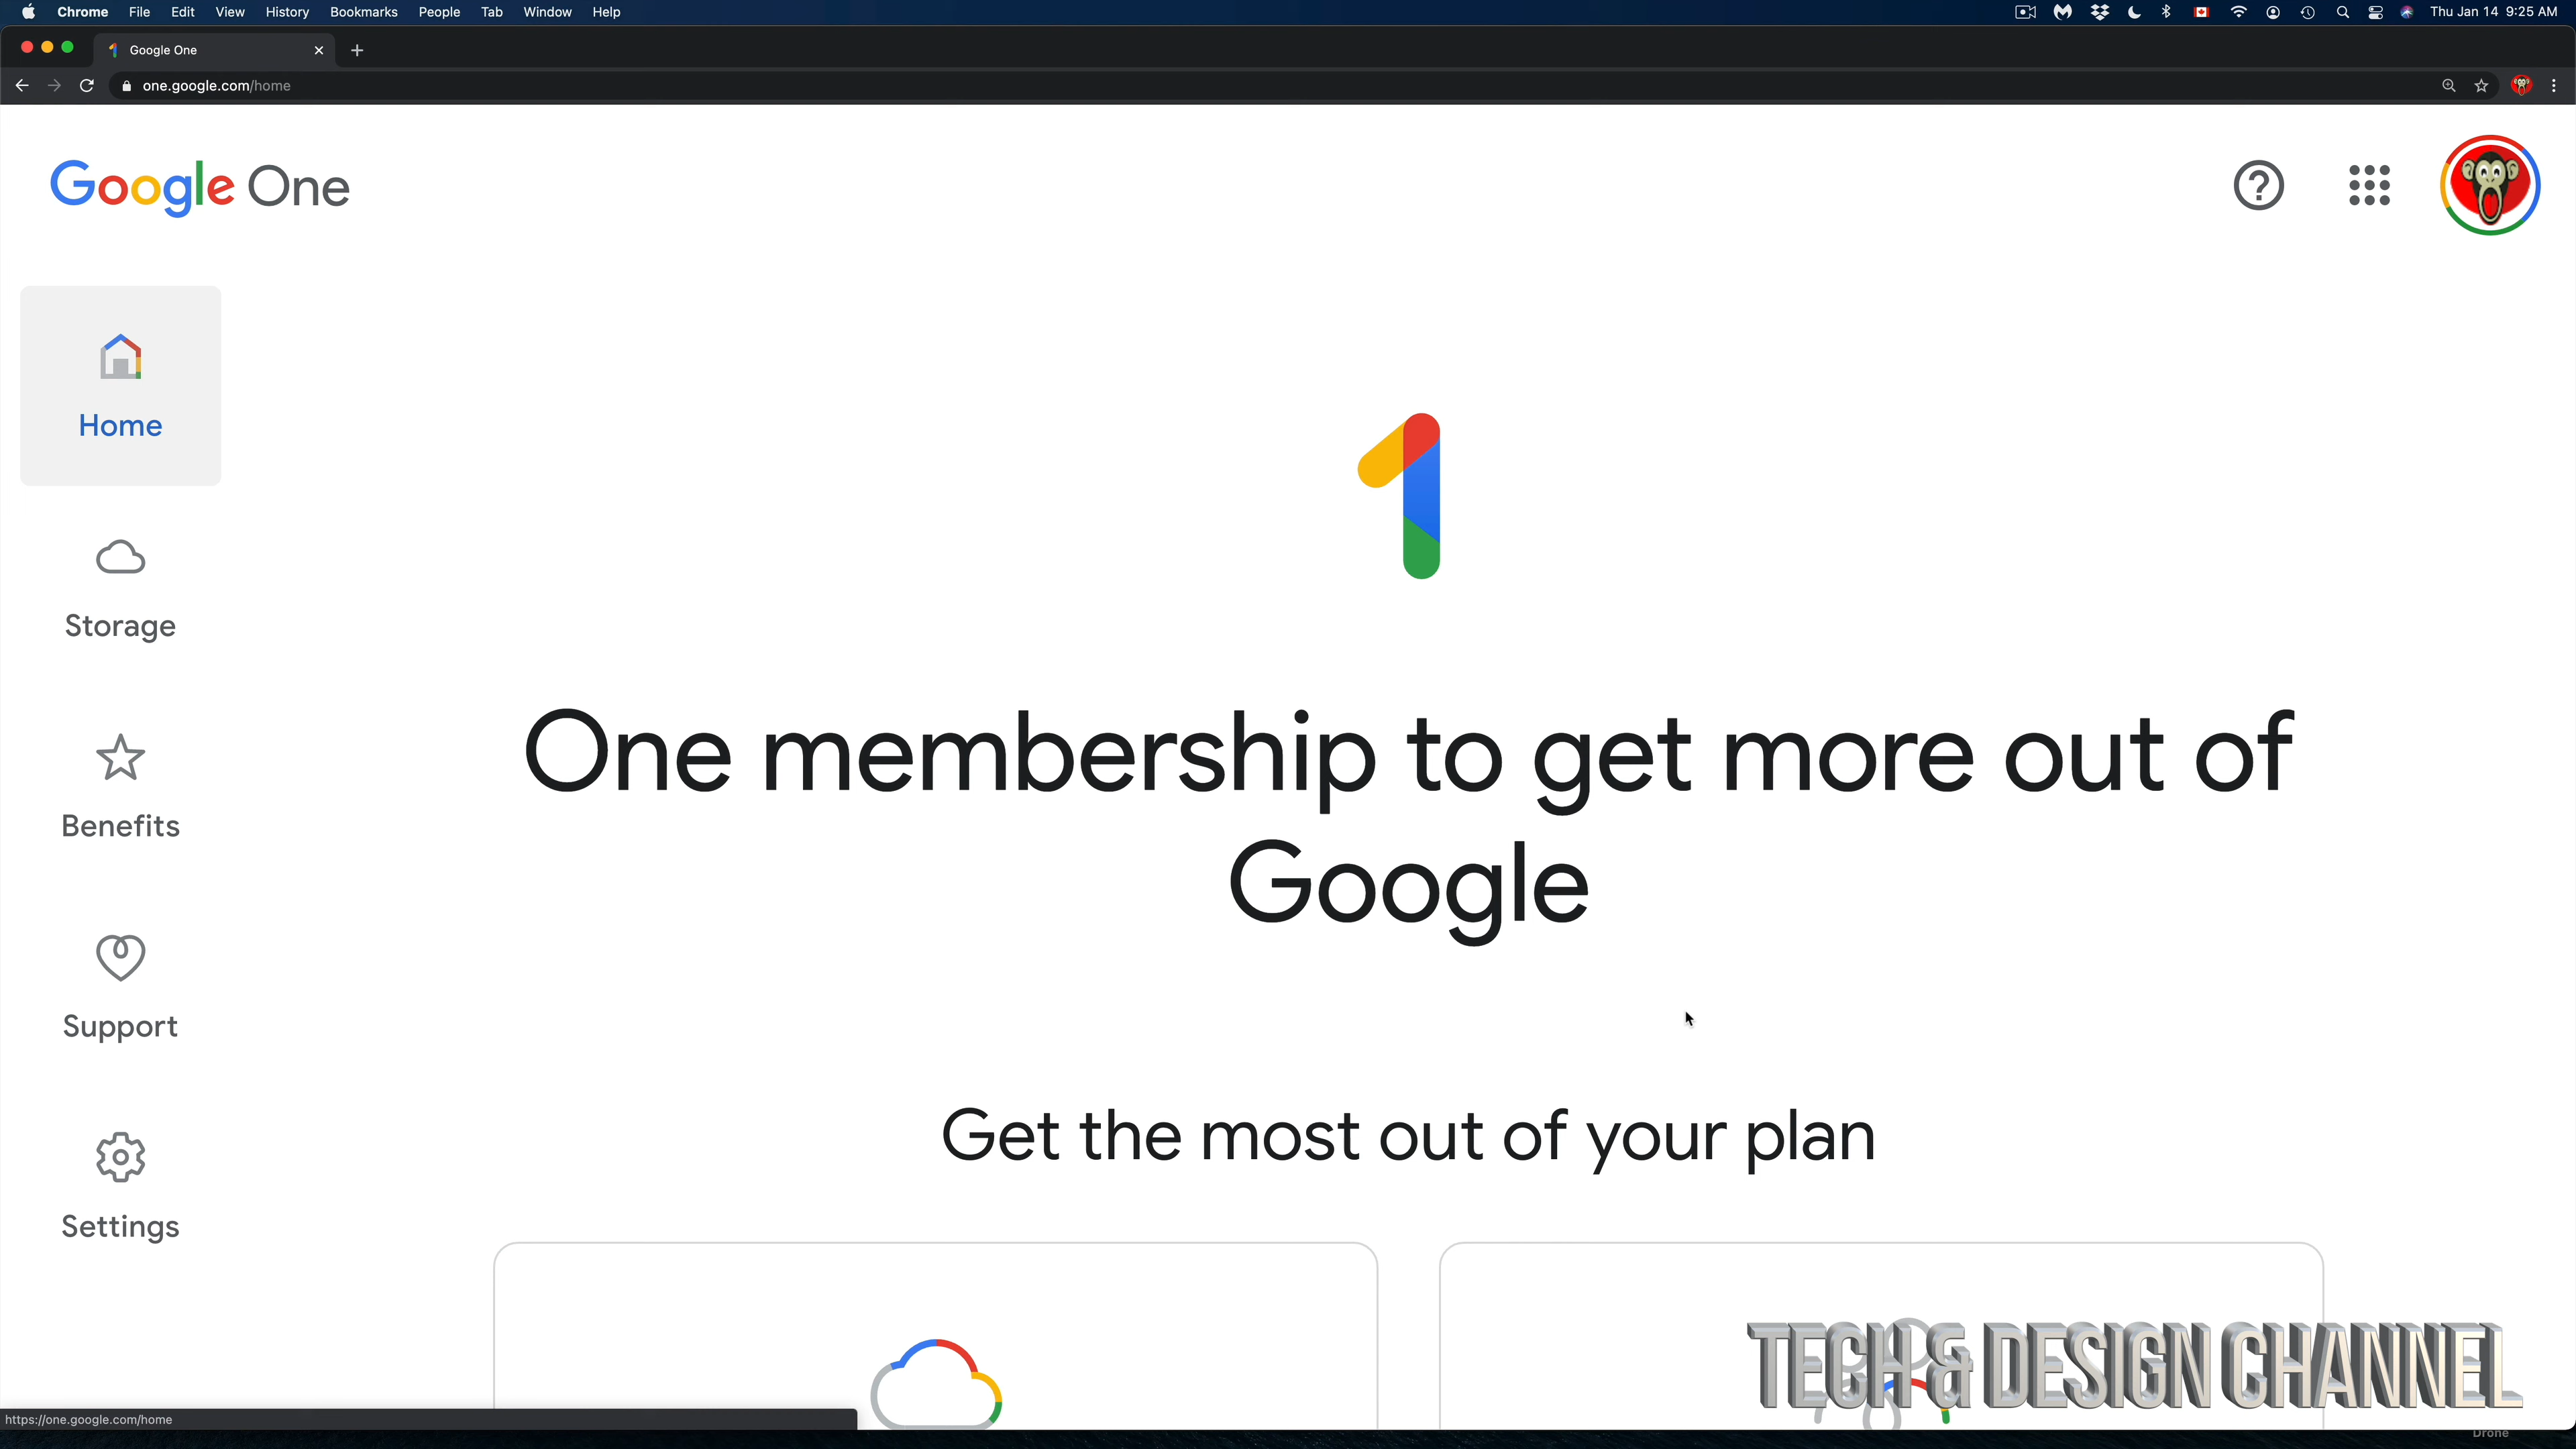 Chrome File Edit View History Bookmarks People Tab Window Help Thu Jan 14 9:25 AM
Google One
one.google.com/home
Google One
Home
Storage
Benefits
Support
Settings
One membership to get more out of
Google
Get the most out of your plan
TECH & DESIGN CHANNEL
https://one.google.com/home
Drone